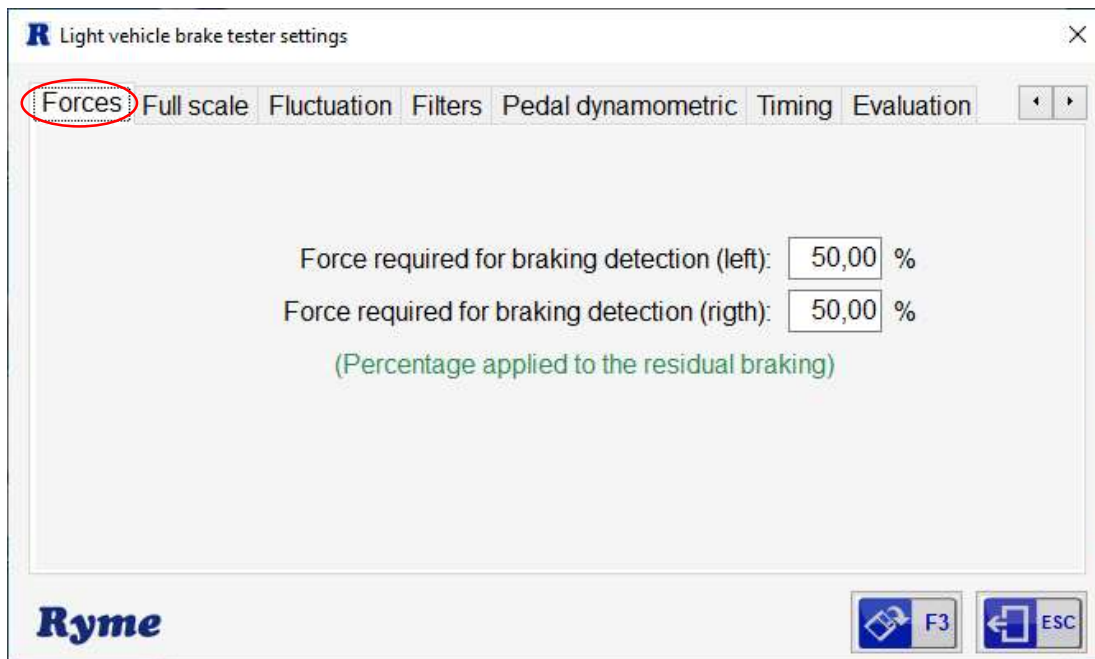 R Light vehicle brake tester settings
Forces Full scale Fluctuation Filters Pedal dynamometric Timing Evaluation
Force required for braking detection (left): 50,00 %
Force required for braking detection (rigth): 50,00 %
(Percentage applied to the residual braking)
Ryme F3 ESC